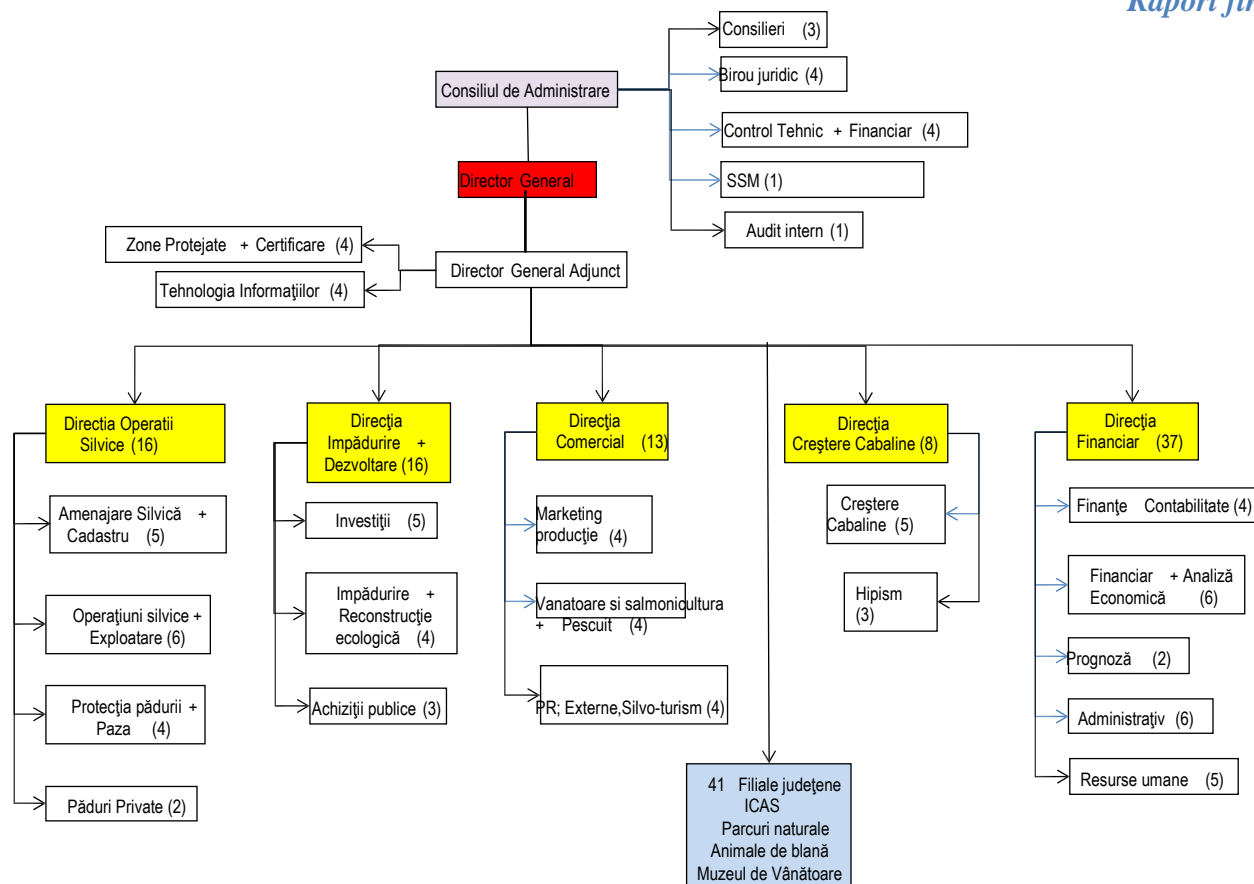 Raport fin
Consilieri (3)
Birou juridic (4)
Consiliul de Administrare
Control Tehnic + Financiar (4)
Director General
SSM (1)
Audit intern (1)
Zone Protejate + Certificare (4)
Director General Adjunct
Tehnologia Informaţiilor (4)
Directia Operatii
Silvice (16)
Amenajare Silvică +
Cadastru (5)
Operaţiuni silvice +
Exploatare (6)
Protecţia pădurii +
Paza (4)
Păduri Private (2)
Direcţia
Impădurire +
Dezvoltare (16)
Investiţii (5)
Impădurire +
Reconstrucţie
ecologică (4)
Achiziţii publice (3)
Direcţia
Comercial (13)
Marketing
producţie (4)
Vanatoare si salmonicultura
+ Pescuit (4)
PR; Externe,Silvo-turism (4)
41 Filiale judeţene
ICAS
Parcuri naturale
Animale de blană
Muzeul de Vânătoare
Direcţia
Creştere Cabaline (8)
Creştere
Cabaline (5)
Hipism
(3)
Direcţia
Financiar (37)
Finanţe Contabilitate (4)
Financiar + Analiză
Economică (6)
Prognoză (2)
Administraţiv (6)
Resurse umane (5)